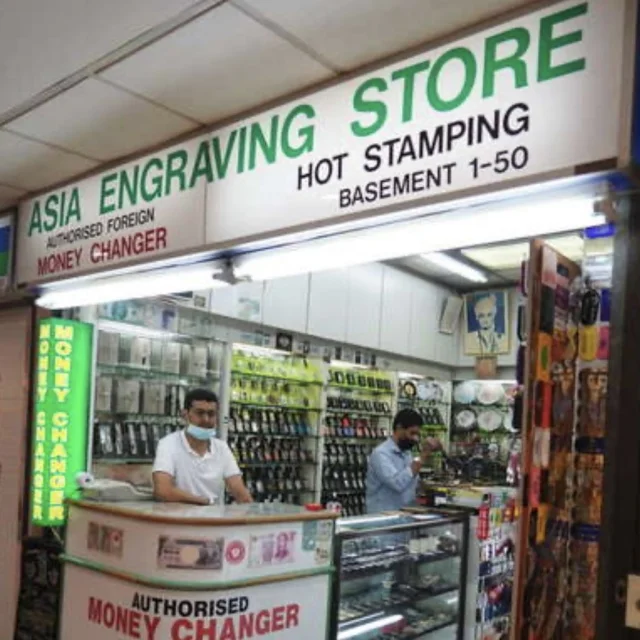 ASIA ENGRAVING STORE
AUTHORISED FOREIGN
MONEY CHANGER
HOT STAMPING
BASEMENT 1-50
MONEY CHANGER
MONEY CHANGER
AUTHORISED
MONEY CHANGER